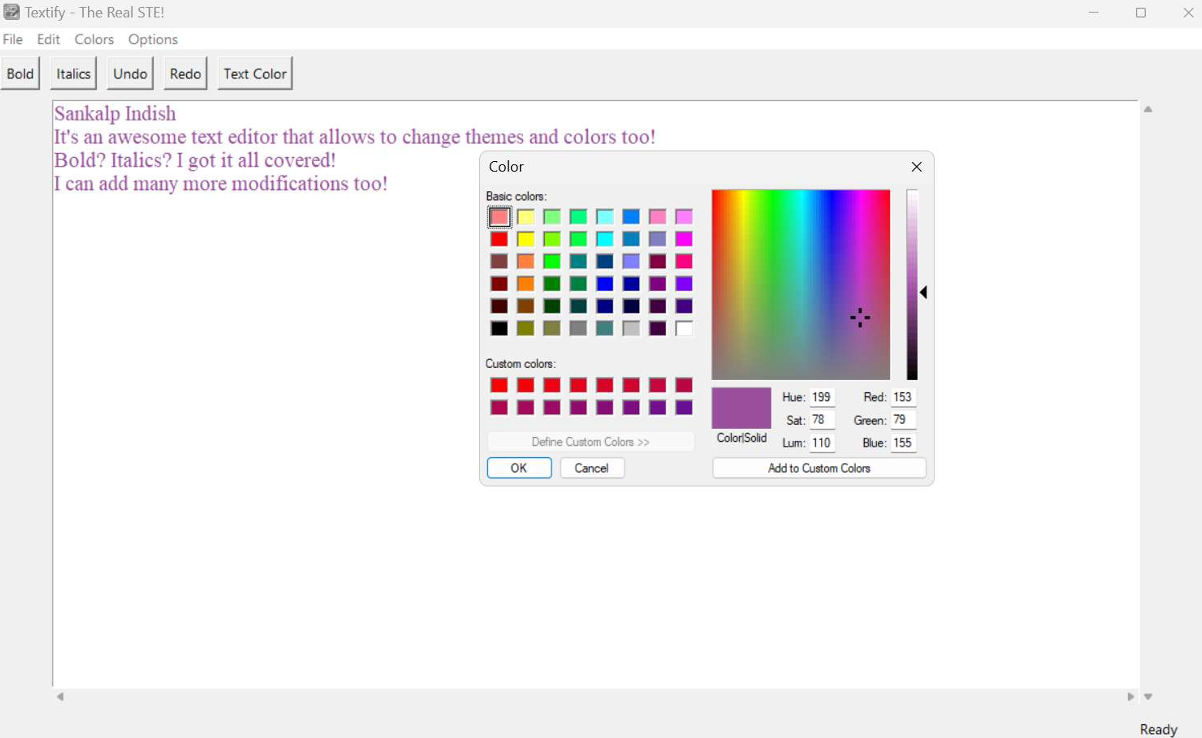 Textify - The Real STE!
File Edit Colors Options
Bold Italics Undo Redo Text Color
Sankalp Indish
It's an awesome text editor that allows to change themes and colors too!
Bold? Italics? I got it all covered!
I can add many more modifications too!
Color
Basic colors:
Custom colors:
Define Custom Colors >>
OK Cancel
Color|Solid
Hue: 199 Red: 153
Sat: 78 Green: 79
Lum: 110 Blue: 155
Add to Custom Colors
Ready